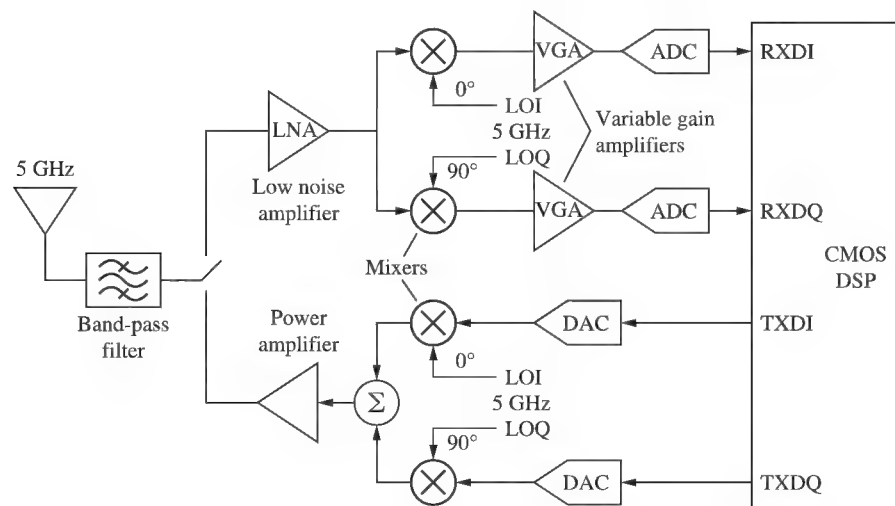 VGA
ADC
RXDI
0°
LOI
5 GHz
LOQ
90°
Variable gain
amplifiers
LNA
Low noise
amplifier
5 GHz
VGA
ADC
RXDQ
CMOS
DSP
Mixers
Band-pass
filter
Power
amplifier
DAC
TXDI
0°
LOI
5 GHz
LOQ
90°
Σ
DAC
TXDQ